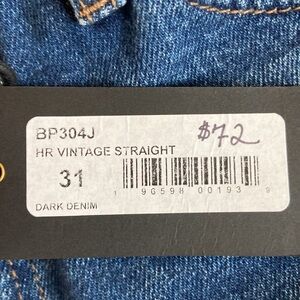 BP304J
$72
HR VINTAGE STRAIGHT
31
1 96598 00193 9
DARK DENIM